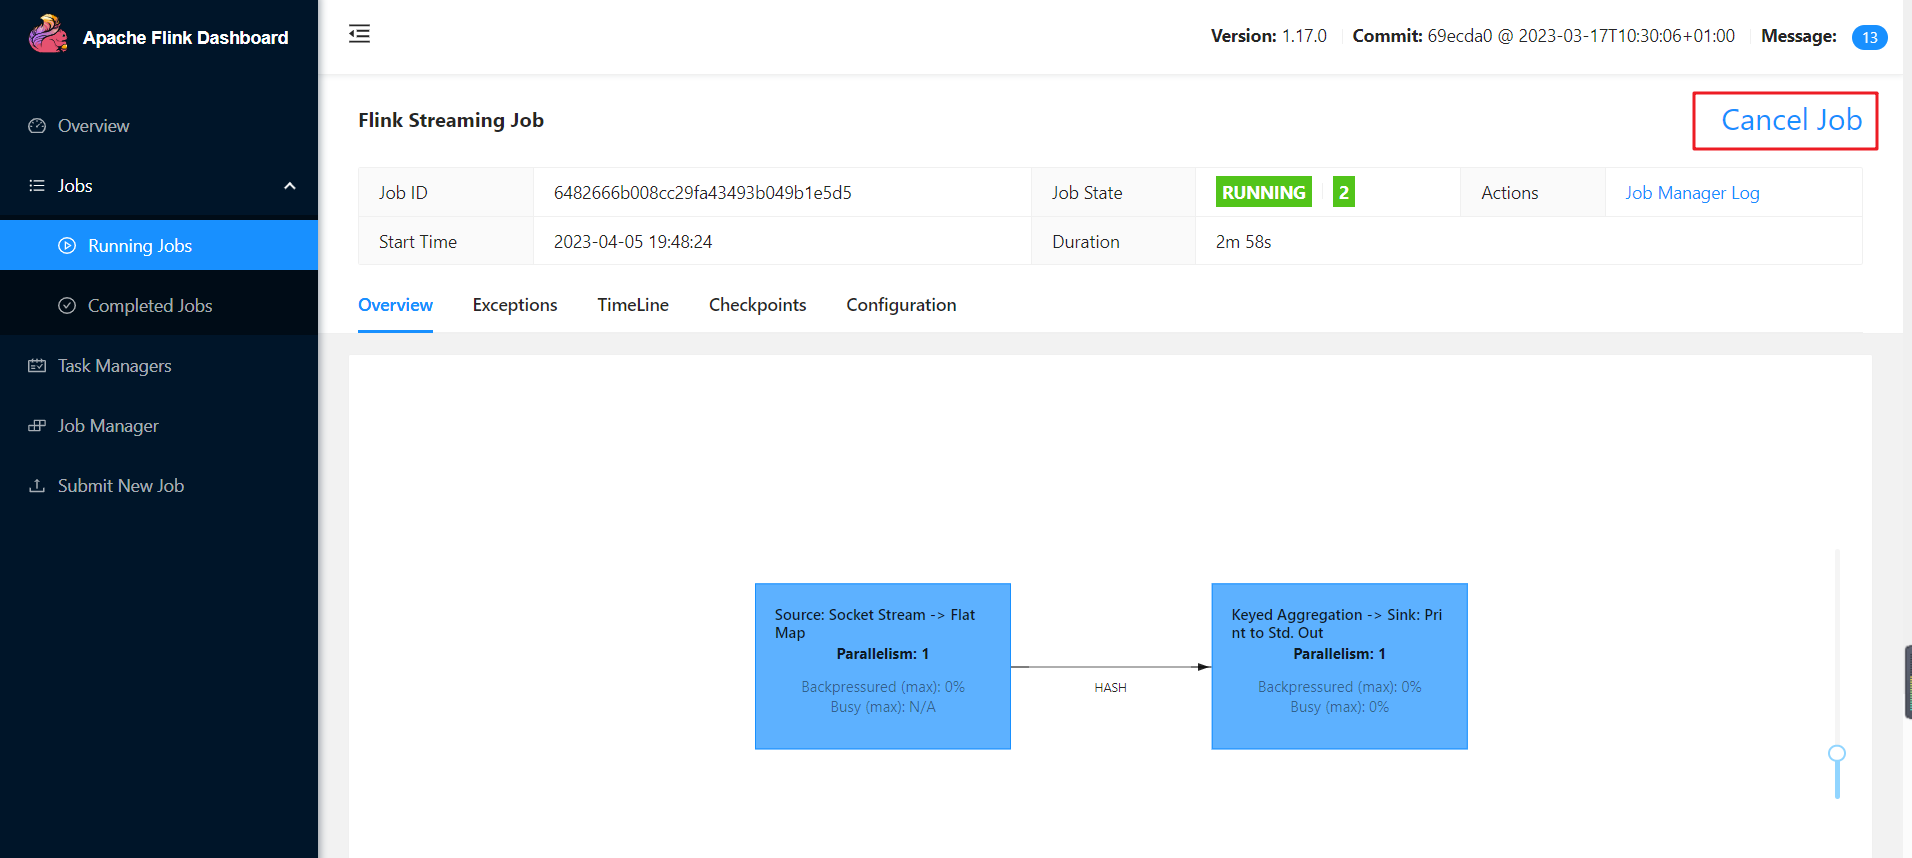 Apache Flink Dashboard
Version: 1.17.0 Commit: 69ecda0 @ 2023-03-17T10:30:06+01:00 Message: 13
Overview
Jobs
Running Jobs
Completed Jobs
Task Managers
Job Manager
Submit New Job
Flink Streaming Job
Cancel Job
Job ID 6482666b008cc29fa43493b049b1e5d5 Job State RUNNING 2 Actions Job Manager Log
Start Time 2023-04-05 19:48:24 Duration 2m 58s
Overview Exceptions TimeLine Checkpoints Configuration
Source: Socket Stream -> Flat
Map
Parallelism: 1
Backpressured (max): 0%
Busy (max): N/A
HASH
Keyed Aggregation -> Sink: Pri
nt to Std. Out
Parallelism: 1
Backpressured (max): 0%
Busy (max): 0%